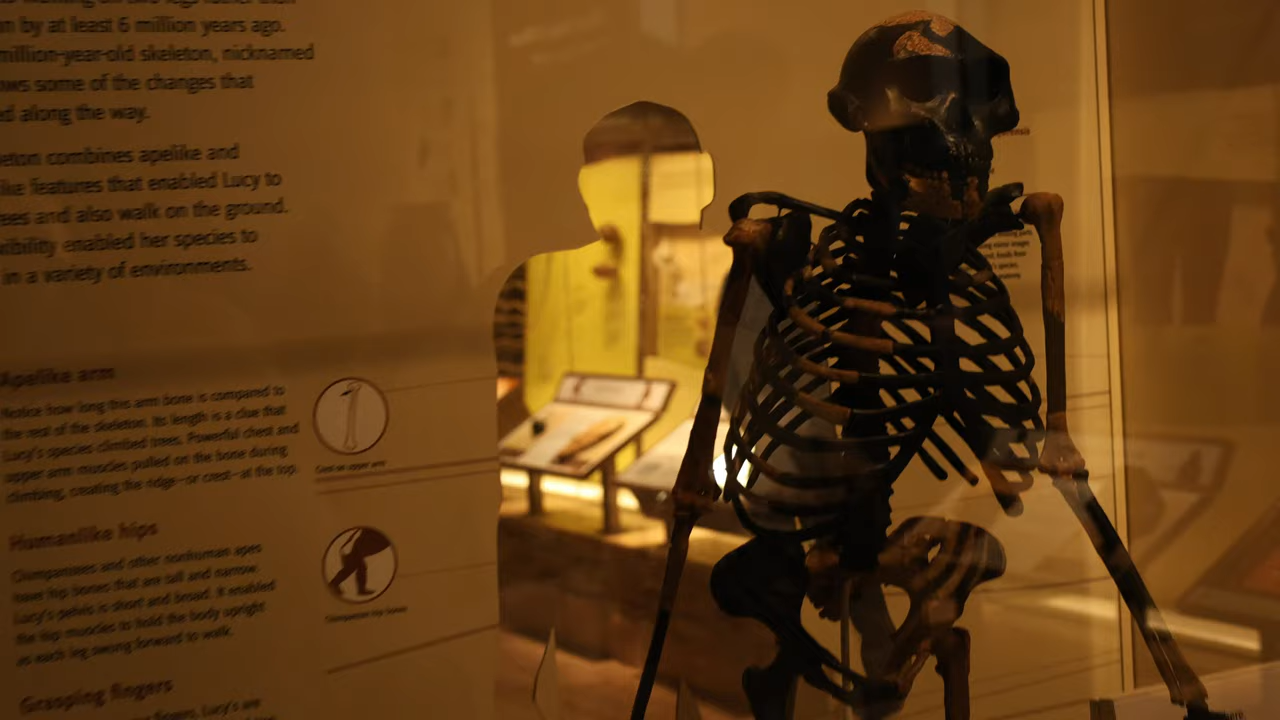 n by at least 6 million years ago.
million-year-old skeleton, nicknamed
ws some of the changes that
d along the way.
eton combines apelike and
ike features that enabled Lucy to
ees and also walk on the ground.
ibility enabled her species to
in a variety of environments.
Apelike arm
Notice how long this arm bone is compared to
the rest of the skeleton. Its length is a clue that
Lucy's species climbed trees. Powerful chest and
upper arm muscles pulled on the bone during
climbing, creating the ridge—or crest—at the top.
Humanlike hips
Chimpanzees and other nonhuman apes
have hip bones that are tall and narrow.
Lucy's pelvis is short and broad. It enabled
the hip muscles to hold the body upright
as each leg swung forward to walk.
Grasping fingers
fingers, Lucy's are